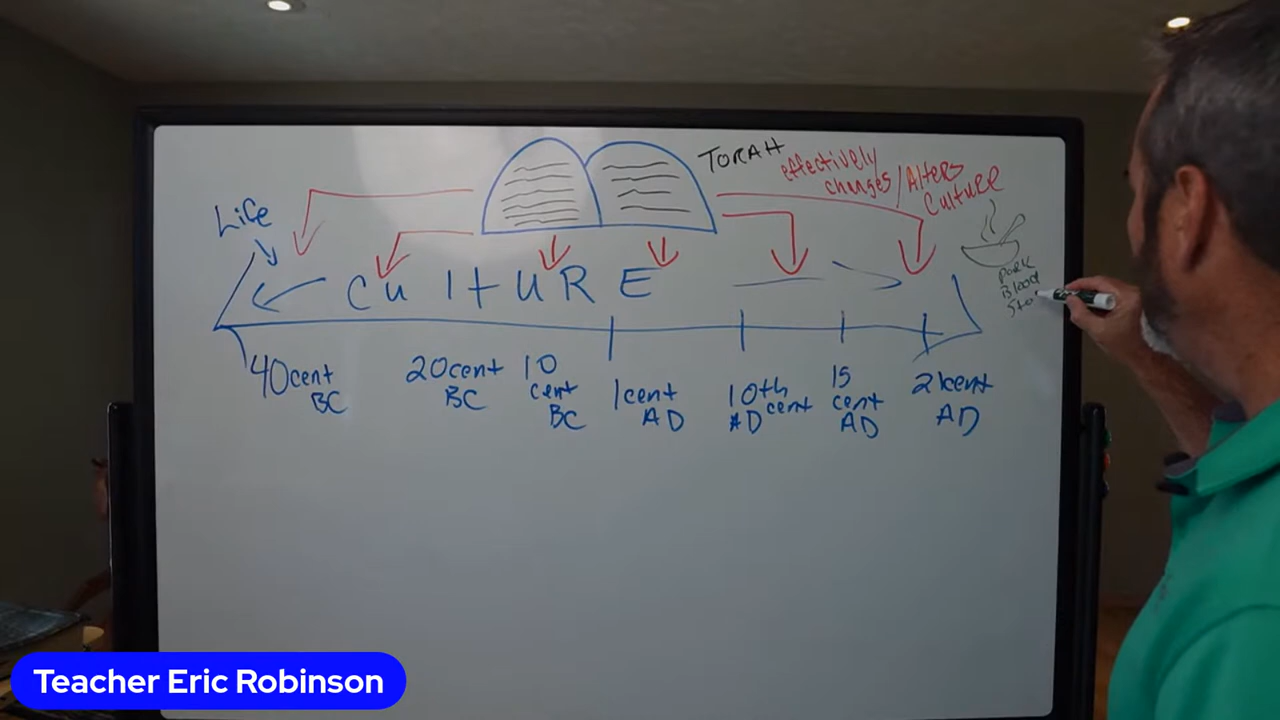 TORAH
effectively
changes / Alters
Culture
Life
CultURE
Pork
Blood
40cent
BC
20cent
BC
10
cent
BC
1cent
AD
10th
AD cent
15
cent
AD
21cent
AD
Teacher Eric Robinson